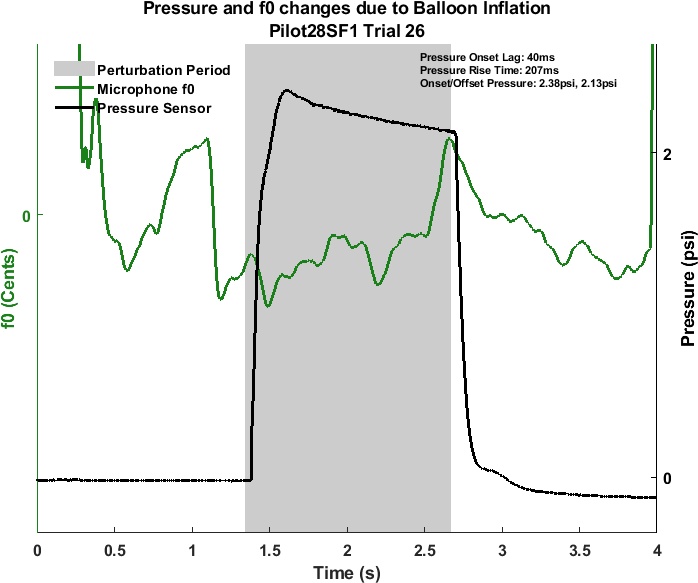 Pressure and f0 changes due to Balloon Inflation
Pilot28SF1 Trial 26
Perturbation Period
Microphone f0
Pressure Sensor
Pressure Onset Lag: 40ms
Pressure Rise Time: 207ms
Onset/Offset Pressure: 2.38psi, 2.13psi
f0 (Cents)
0
Pressure (psi)
2
0
0 0.5 1 1.5 2 2.5 3 3.5 4
Time (s)